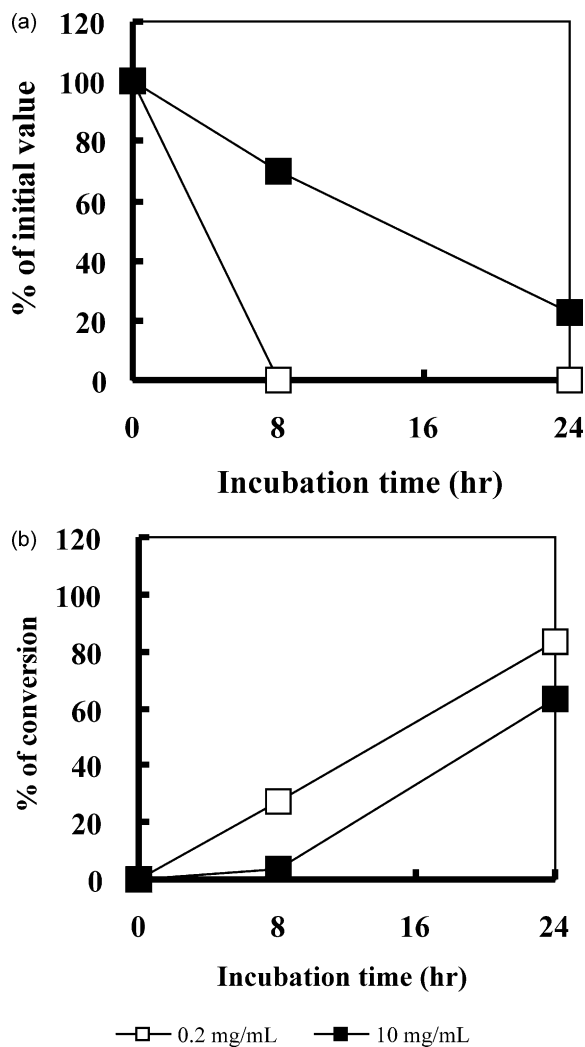 (a)
120
100
80
60
40
20
0
% of initial value
0 8 16 24
Incubation time (hr)
(b)
120
100
80
60
40
20
0
% of conversion
0 8 16 24
Incubation time (hr)
0.2 mg/mL 10 mg/mL